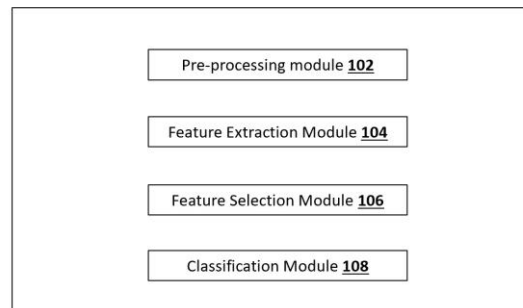 Pre-processing module 102
Feature Extraction Module 104
Feature Selection Module 106
Classification Module 108